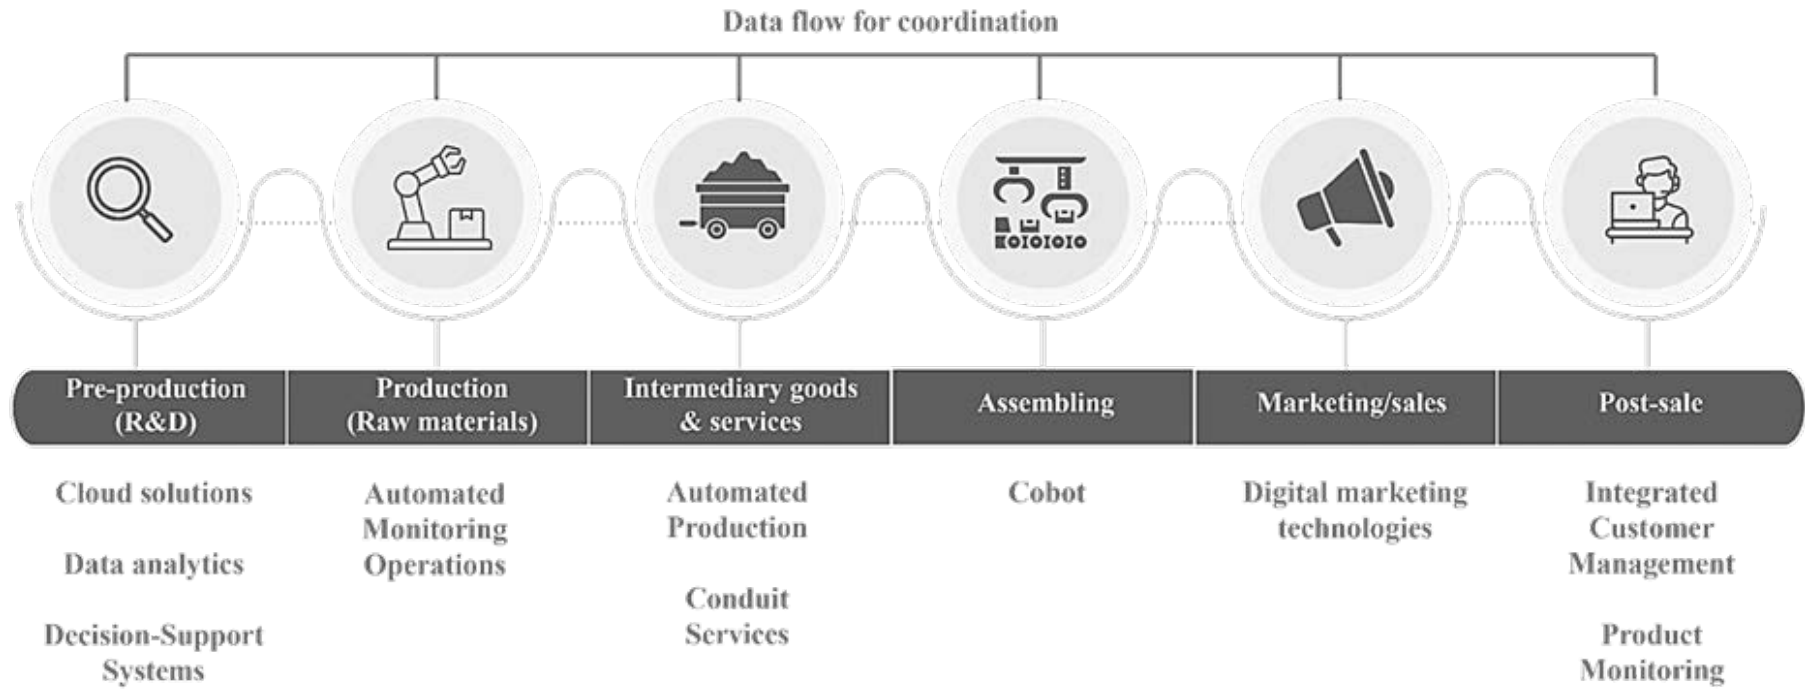 Data flow for coordination
Pre-production
(R&D)
Production
(Raw materials)
Intermediary goods
& services
Assembling
Marketing/sales
Post-sale
Cloud solutions
Data analytics
Decision-Support
Systems
Automated
Monitoring
Operations
Automated
Production
Conduit
Services
Cobot
Digital marketing
technologies
Integrated
Customer
Management
Product
Monitoring